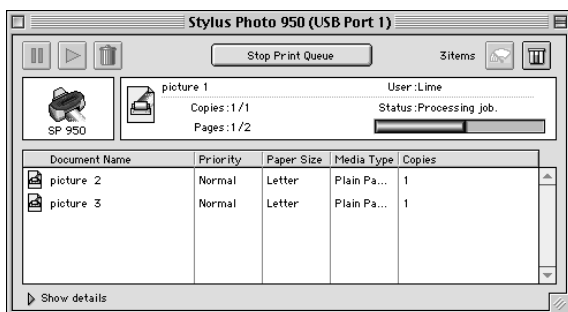 Stylus Photo 950 (USB Port 1)
Stop Print Queue 3items
picture 1 User:Lime
Copies:1/1 Status:Processing job.
SP 950 Pages:1/2
Document Name Priority Paper Size Media Type Copies
picture 2 Normal Letter Plain Pa... 1
picture 3 Normal Letter Plain Pa... 1
Show details